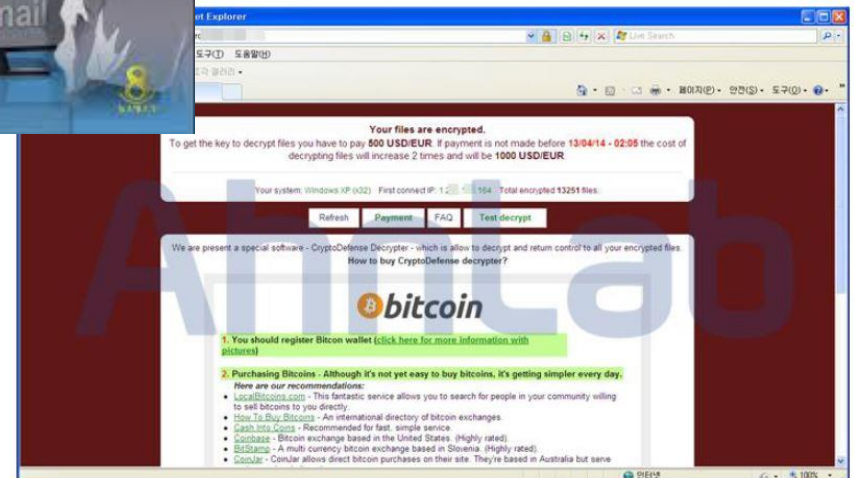 mail
et Explorer
Live Search
도구(T) 도움말(H)
페이지(P) 안전(S) 도구(O)
Your files are encrypted.
To get the key to decrypt files you have to pay 500 USD/EUR. If payment is not made before 13/04/14 - 02:05 the cost of
decrypting files will increase 2 times and will be 1000 USD/EUR
Your system: Windows XP (x32) First connect IP: 164 Total encrypted 13251 files.
Refresh Payment FAQ Test decrypt
We are present a special software - CryptoDefense Decrypter - which is allow to decrypt and return control to all your encrypted files.
How to buy CryptoDefense decrypter?
bitcoin
AhnLab
1. You should register Bitcon wallet (click here for more information with
pictures)
2. Purchasing Bitcoins - Although it's not yet easy to buy bitcoins, it's getting simpler every day.
Here are our recommendations:
LocalBitcoins.com - This fantastic service allows you to search for people in your community willing
to sell bitcoins to you directly.
How To Buy Bitcoins - An international directory of bitcoin exchanges.
Cash Into Coins - Recommended for fast, simple service.
Coinbase - Bitcoin exchange based in the United States. (Highly rated).
BitStamp - A multi currency bitcoin exchange based in Slovenia. (Highly rated).
CoinJar - CoinJar allows direct bitcoin purchases on their site. They're based in Australia but serve
인터넷 100%